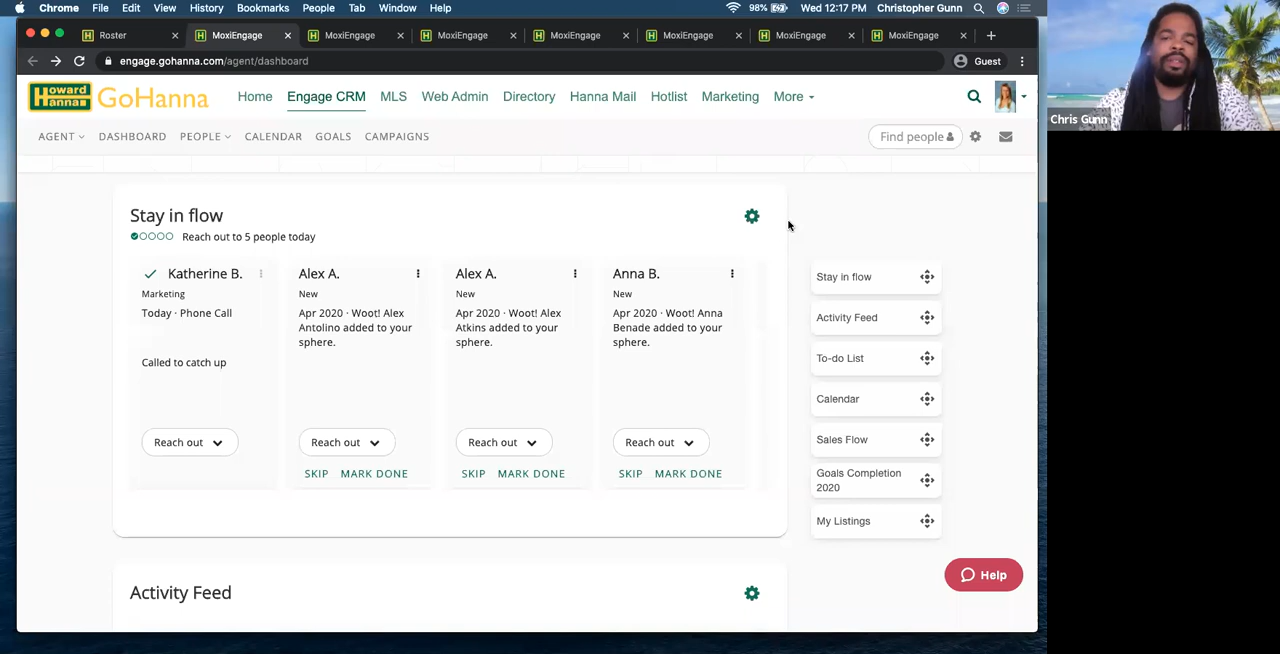 Chrome File Edit View History Bookmarks People Tab Window Help 98% Wed 12:17 PM Christopher Gunn
Roster MoxiEngage MoxiEngage MoxiEngage MoxiEngage MoxiEngage MoxiEngage MoxiEngage
engage.gohanna.com/agent/dashboard Guest
Howard Hanna GoHanna Home Engage CRM MLS Web Admin Directory Hanna Mail Hotlist Marketing More
Chris Gunn
AGENT DASHBOARD PEOPLE CALENDAR GOALS CAMPAIGNS Find people
Stay in flow
Reach out to 5 people today
Katherine B.
Marketing
Today · Phone Call
Called to catch up
Reach out
Alex A.
New
Apr 2020 · Woot! Alex
Antolino added to your
sphere.
Reach out
SKIP MARK DONE
Alex A.
New
Apr 2020 · Woot! Alex
Atkins added to your
sphere.
Reach out
SKIP MARK DONE
Anna B.
New
Apr 2020 · Woot! Anna
Benade added to your
sphere.
Reach out
SKIP MARK DONE
Stay in flow
Activity Feed
To-do List
Calendar
Sales Flow
Goals Completion
2020
My Listings
Help
Activity Feed